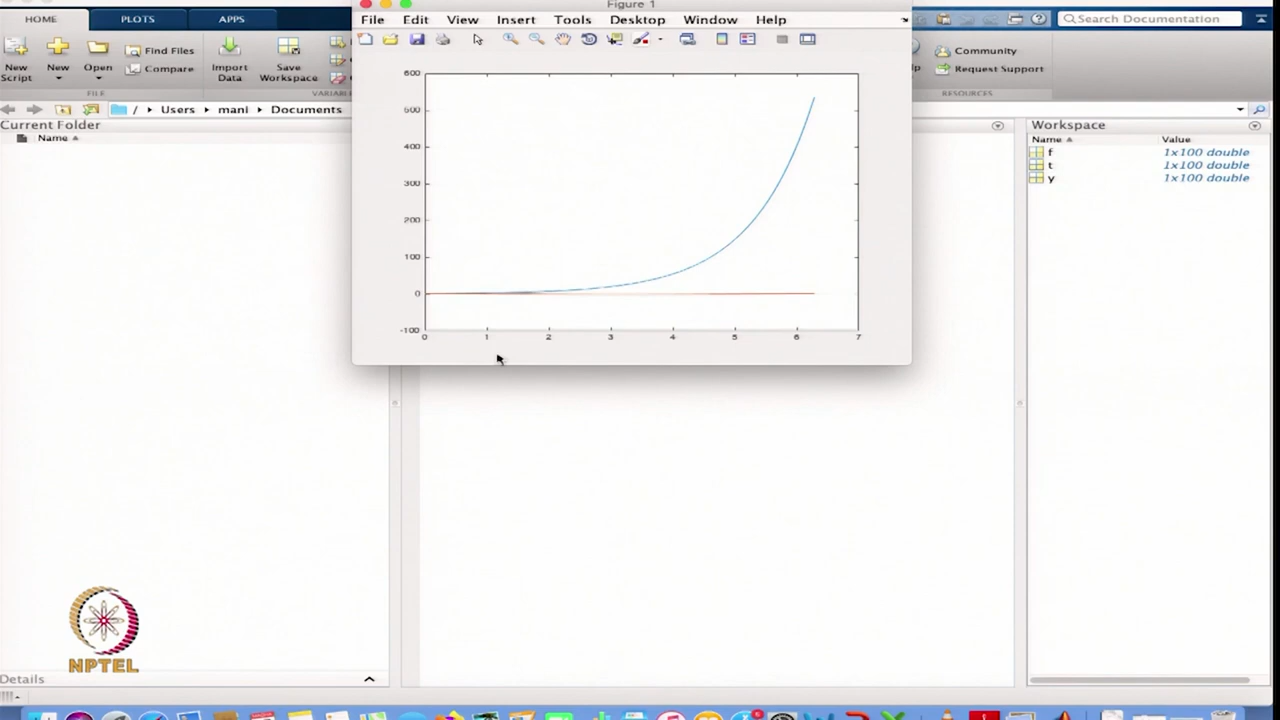 Figure 1
HOME PLOTS APPS
File Edit View Insert Tools Desktop Window Help
Search Documentation
New Script
New
Open
Find Files
Compare
Import Data
Save Workspace
Community
Request Support
FILE
VARIABL
RESOURCES
/ Users mani Documents
Current Folder
Name
Workspace
Name Value
f 1x100 double
t 1x100 double
y 1x100 double
600
500
400
300
200
100
0
-100
0 1 2 3 4 5 6 7
NPTEL
Details